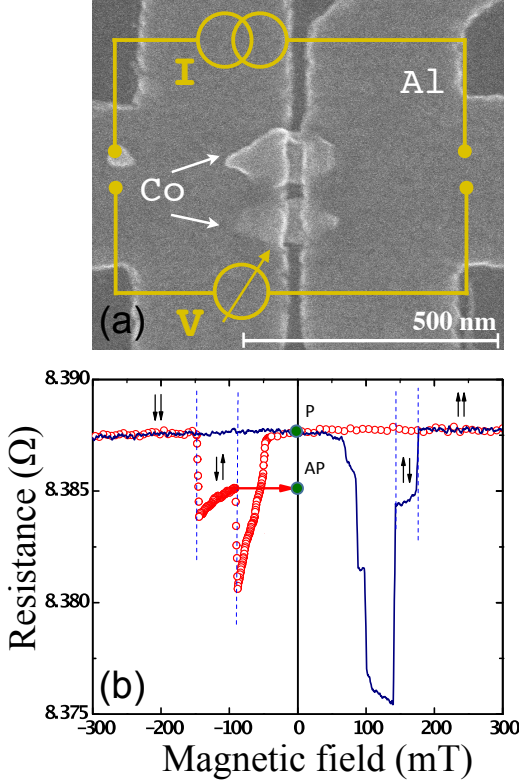 I
Al
Co
V
(a)
500 nm
Resistance (Ω)
8.390
8.385
8.380
8.375
P
AP
(b)
−300 −200 −100 0 100 200 300
Magnetic field (mT)